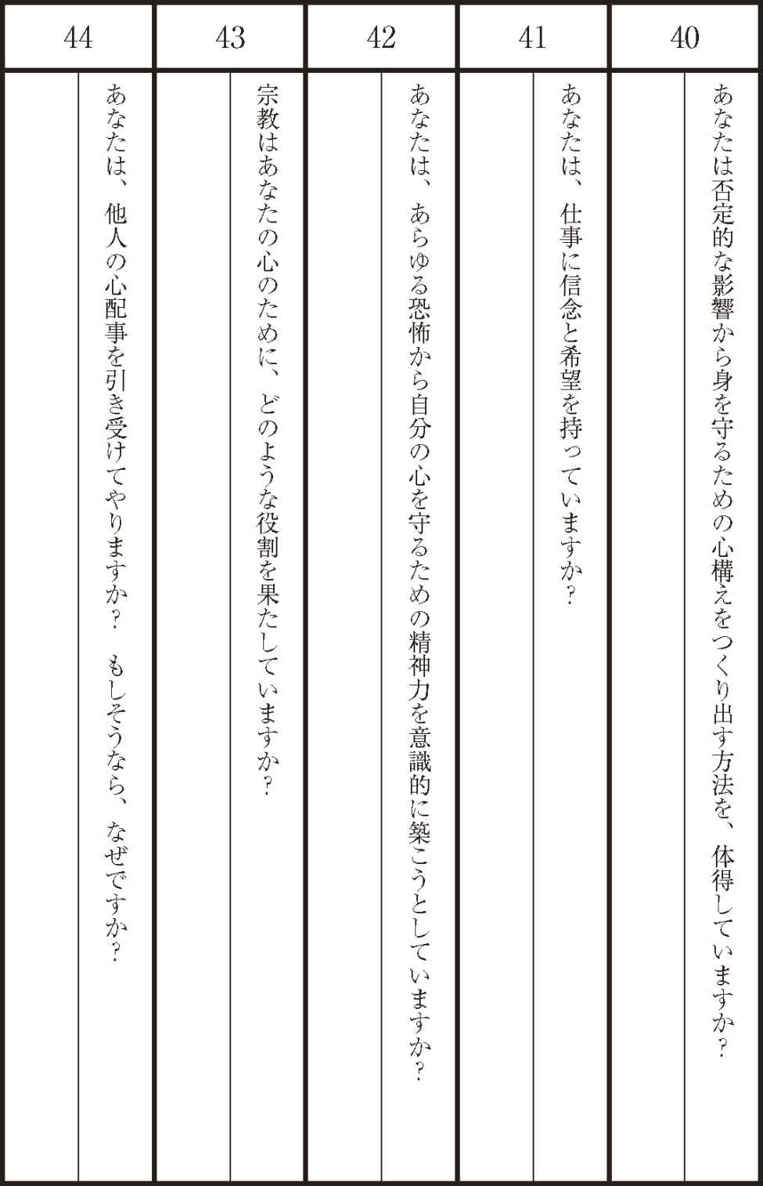 40
あなたは否定的な影響から身を守るための心構えをつくり出す方法を、体得していますか？
41
あなたは、仕事に信念と希望を持っていますか？
42
あなたは、あらゆる恐怖から自分の心を守るための精神力を意識的に築こうとしていますか？
43
宗教はあなたの心のために、どのような役割を果たしていますか？
44
あなたは、他人の心配事を引き受けてやりますか？　もしそうなら、なぜですか？